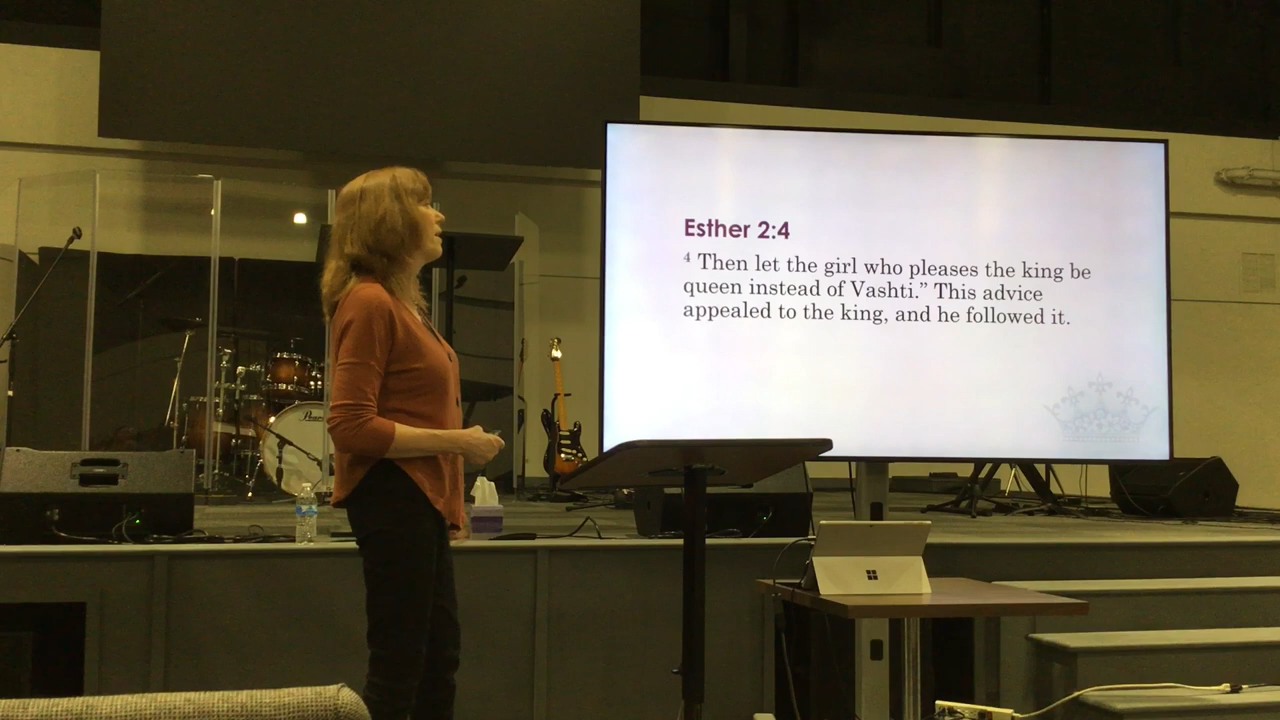 Esther 2:4
4 Then let the girl who pleases the king be
queen instead of Vashti.” This advice
appealed to the king, and he followed it.
Pearl